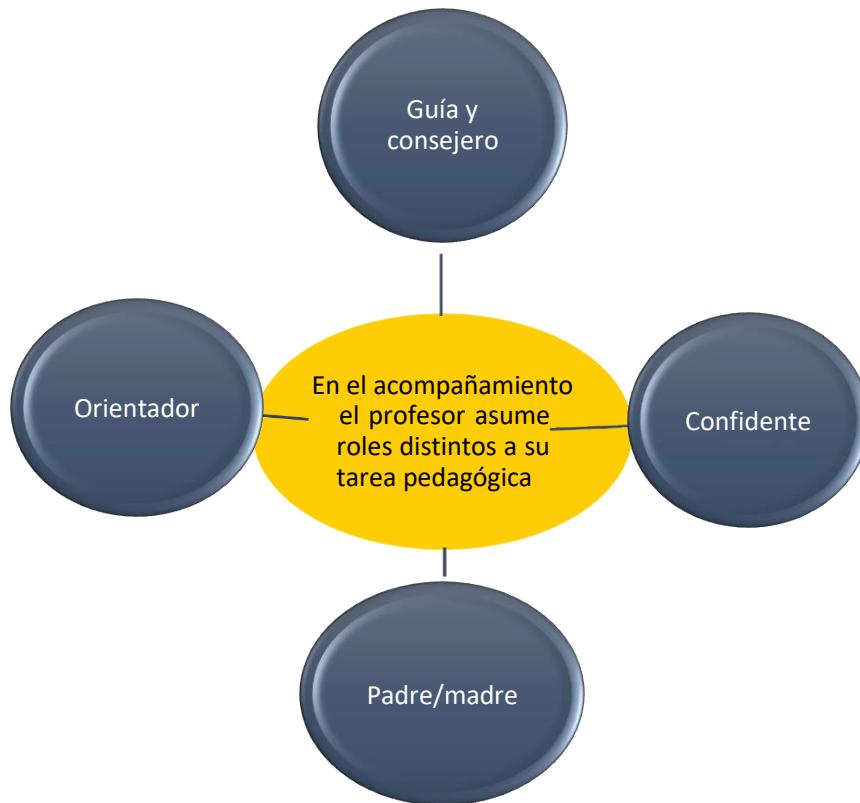 Guía y
consejero
Orientador
En el acompañamiento
el profesor asume
roles distintos a su
tarea pedagógica
Confidente
Padre/madre